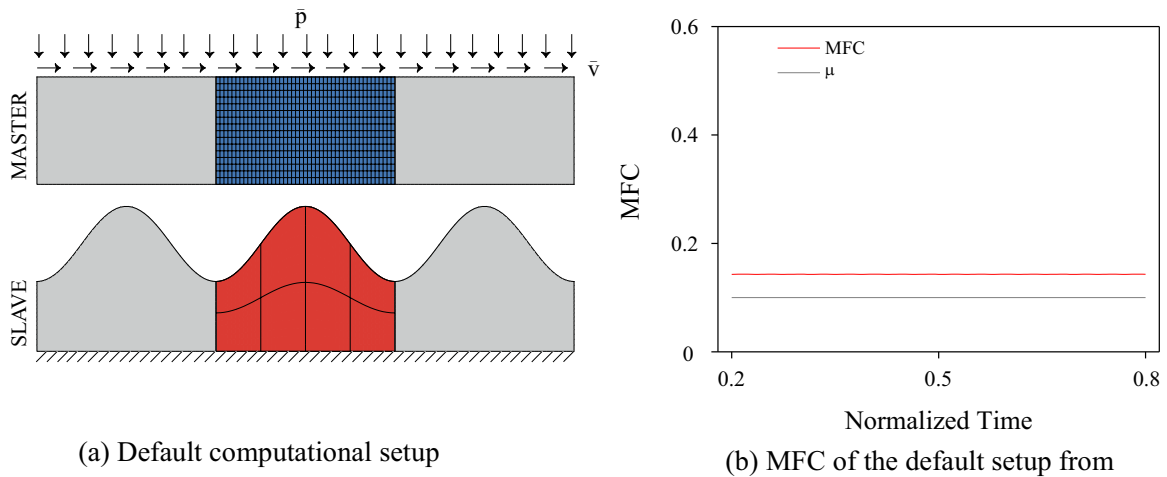 p̄
v̄
MASTER
SLAVE
(a) Default computational setup
0.6
0.4
0.2
0
MFC
MFC
μ
0.2 0.5 0.8
Normalized Time
(b) MFC of the default setup from